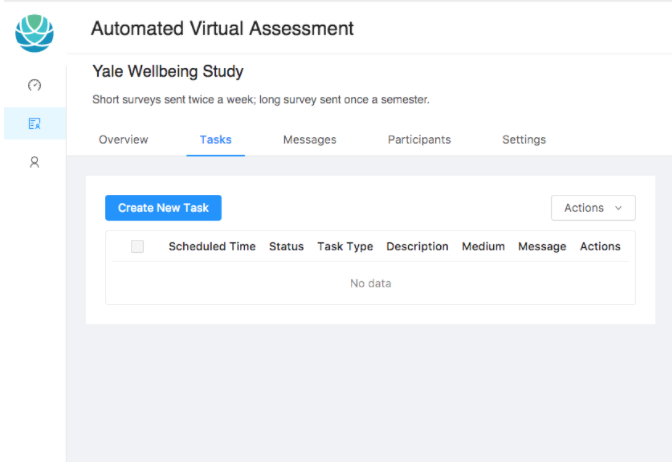 Automated Virtual Assessment
Yale Wellbeing Study
Short surveys sent twice a week; long survey sent once a semester.
Overview Tasks Messages Participants Settings
Create New Task Actions
Scheduled Time Status Task Type Description Medium Message Actions
No data